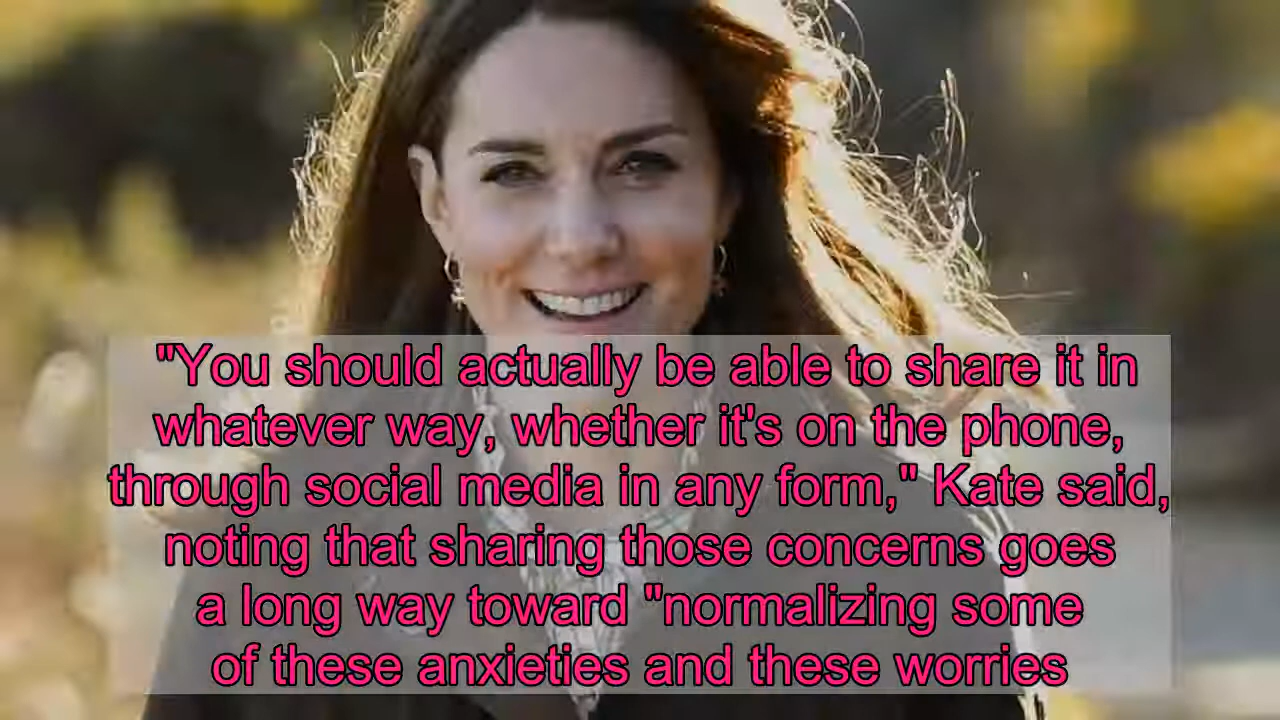 "You should actually be able to share it in
whatever way, whether it's on the phone,
through social media in any form," Kate said,
noting that sharing those concerns goes
a long way toward "normalizing some
of these anxieties and these worries